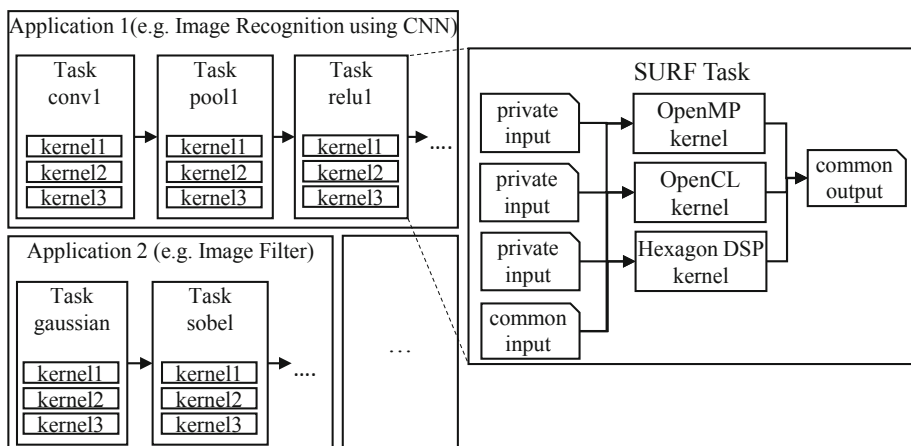 Application 1(e.g. Image Recognition using CNN)
Task
conv1
kernel1
kernel2
kernel3
Task
pool1
kernel1
kernel2
kernel3
Task
relu1
kernel1
kernel2
kernel3
....
Application 2 (e.g. Image Filter)
Task
gaussian
kernel1
kernel2
kernel3
Task
sobel
kernel1
kernel2
kernel3
....
...
SURF Task
private
input
private
input
private
input
common
input
OpenMP
kernel
OpenCL
kernel
Hexagon DSP
kernel
common
output